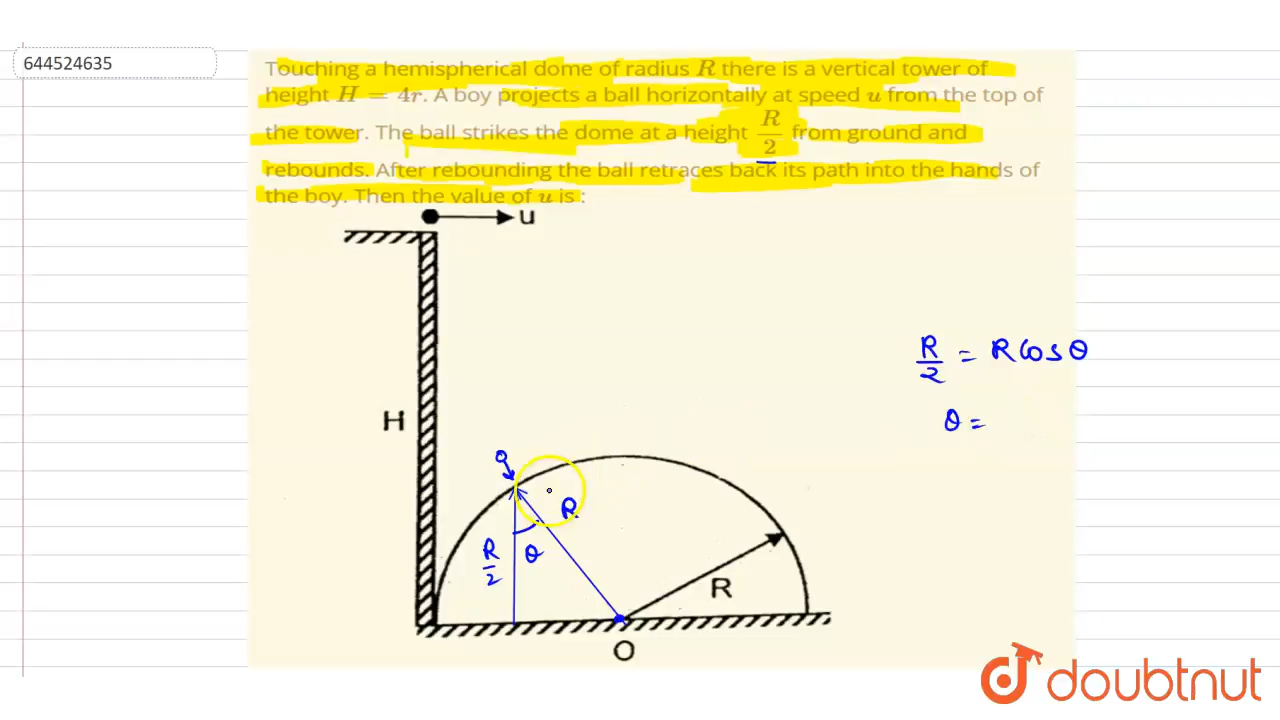 644524635
Touching a hemispherical dome of radius R there is a vertical tower of
height H = 4r. A boy projects a ball horizontally at speed u from the top of
the tower. The ball strikes the dome at a height R/2 from ground and
rebounds. After rebounding the ball retraces back its path into the hands of
the boy. Then the value of u is :
u
H
R/2 = R cos θ
θ =
R
R/2
θ
R
O
doubtnut